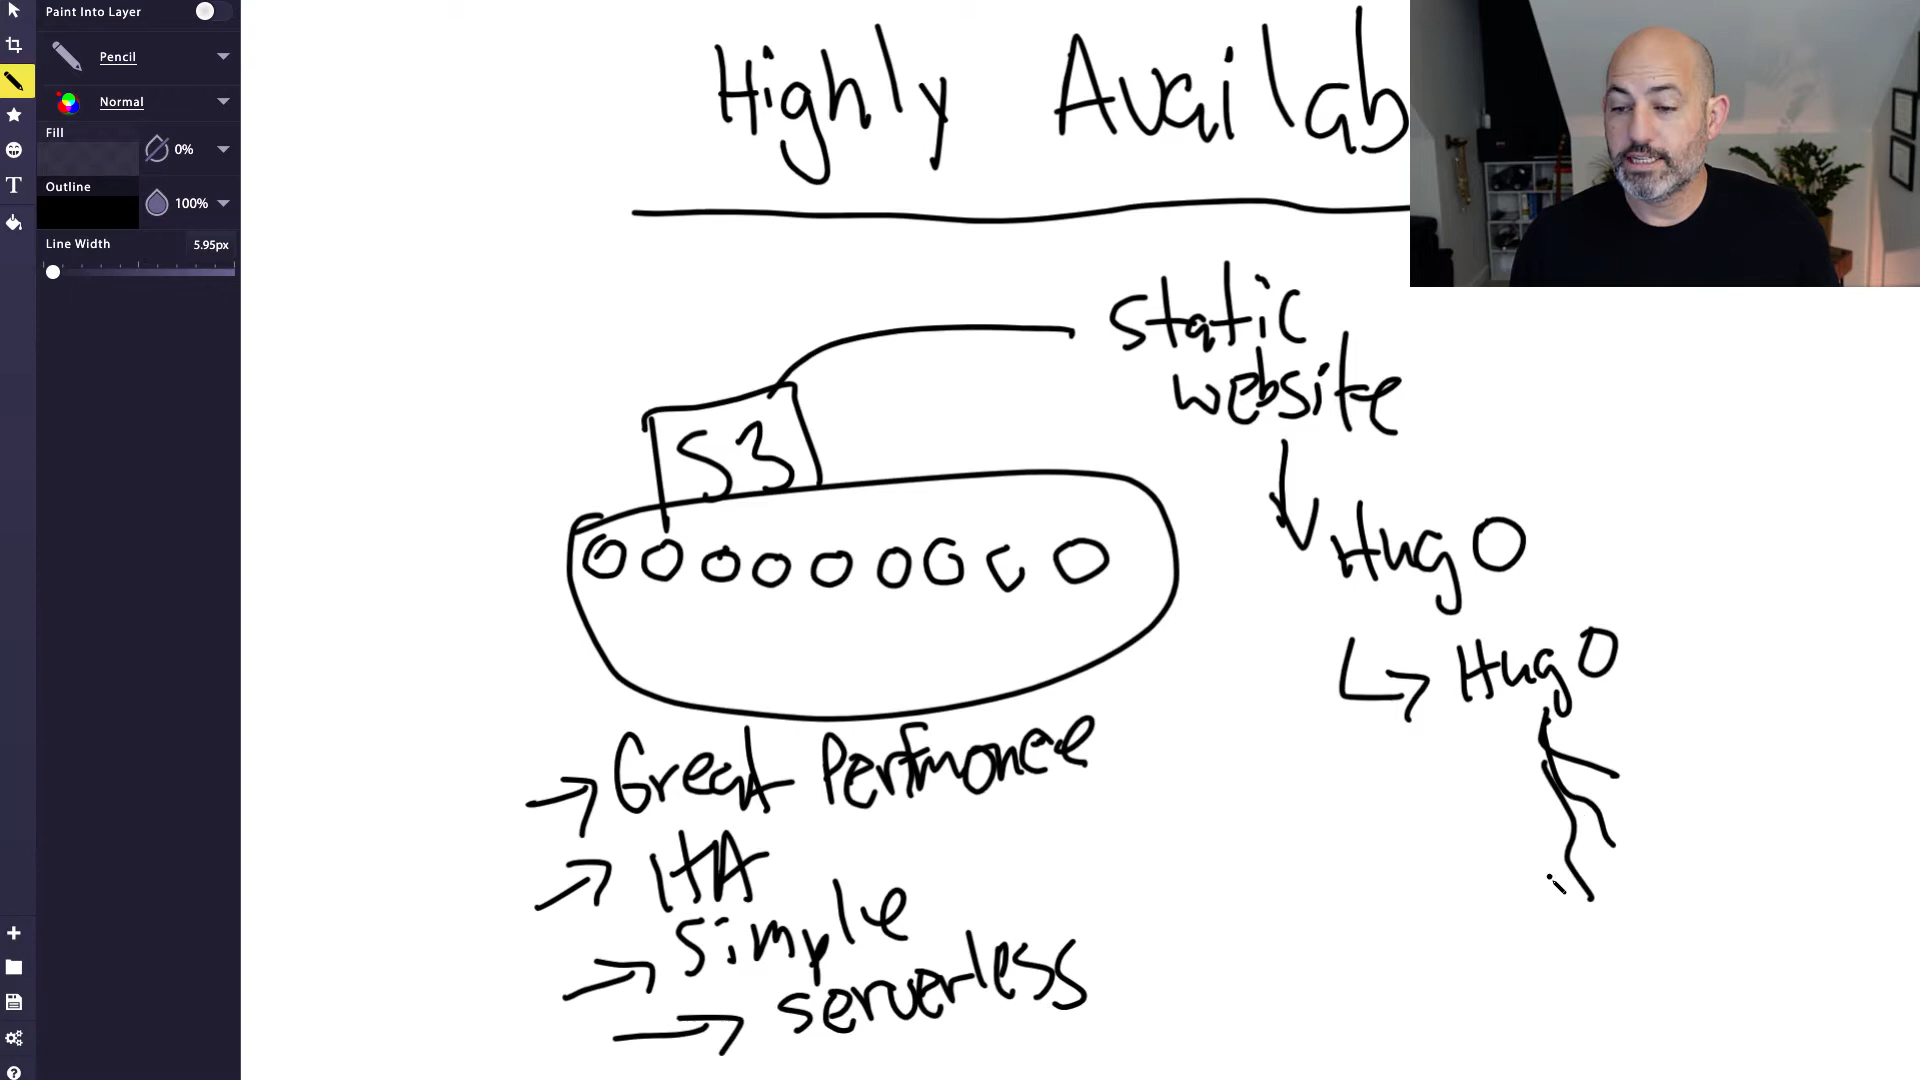 Paint Into Layer
Pencil
Normal
Fill
0%
Outline
100%
Line Width 5.95px
Highly Availab
static
website
S3
Hugo
Hugo
Great Perfmonce
HA
Simple
serverless